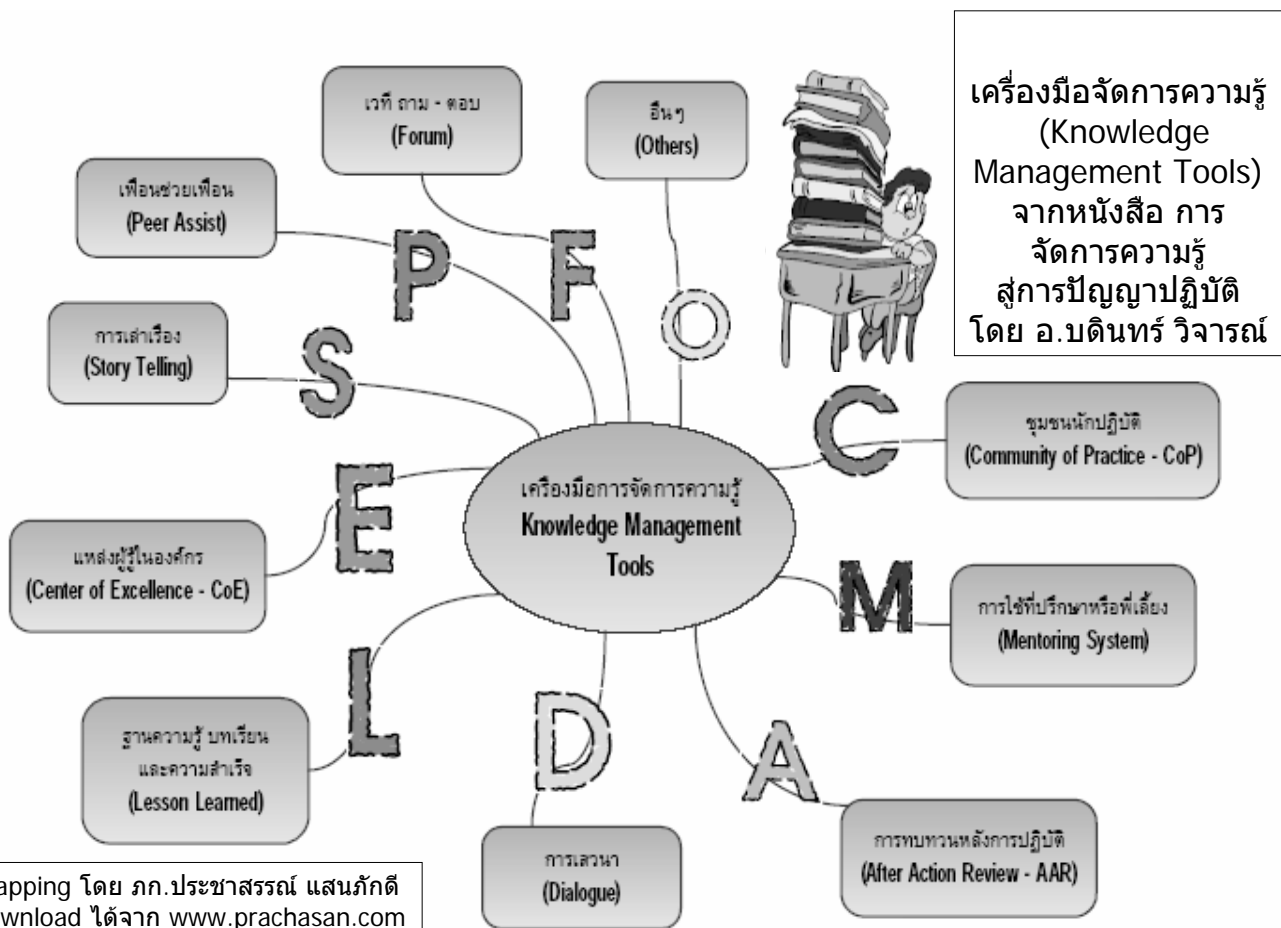 เครื่องมือจัดการความรู้
(Knowledge
Management Tools)
จากหนังสือ การ
จัดการความรู้
สู่การปัญญาปฏิบัติ
โดย อ.บดินทร์ วิจารณ์
เวที ถาม - ตอบ
(Forum)
อื่นๆ
(Others)
เพื่อนช่วยเพื่อน
(Peer Assist)
P
F
O
การเล่าเรื่อง
(Story Telling)
S
C
ชุมชนนักปฏิบัติ
(Community of Practice - CoP)
เครื่องมือการจัดการความรู้
Knowledge Management
Tools
E
แหล่งผู้รู้ในองค์กร
(Center of Excellence - CoE)
M
การใช้ที่ปรึกษาหรือพี่เลี้ยง
(Mentoring System)
L
ฐานความรู้ บทเรียน
และความสำเร็จ
(Lesson Learned)
D
การเสวนา
(Dialogue)
A
การทบทวนหลังการปฏิบัติ
(After Action Review - AAR)
apping โดย ภก.ประชาสรรณ์ แสนภักดี
wnload ได้จาก www.prachasan.com